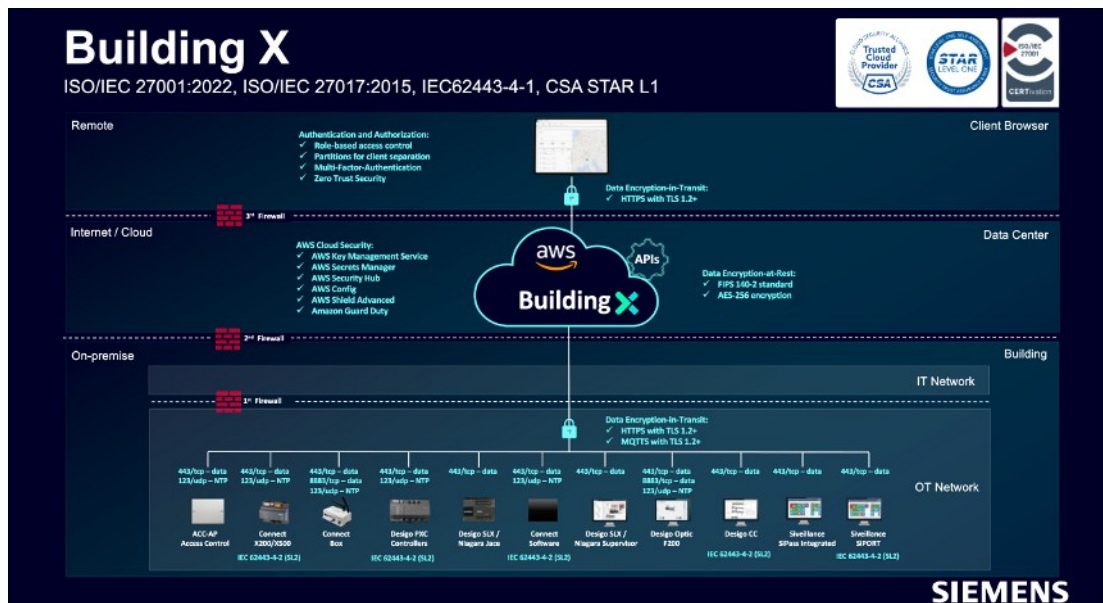 Building X
ISO/IEC 27001:2022, ISO/IEC 27017:2015, IEC62443-4-1, CSA STAR L1
CLOUD SECURITY ALLIANCE
Trusted
Cloud
Provider
CSA
STAR
LEVEL ONE
ISO/IEC
27001
CERTivation
Remote
Client Browser
Authentication and Authorization:
✓ Role-based access control
✓ Partitions for client separation
✓ Multi-Factor-Authentication
✓ Zero Trust Security
Data Encryption-in-Transit:
✓ HTTPS with TLS 1.2+
3rd Firewall
Internet / Cloud
Data Center
AWS Cloud Security:
✓ AWS Key Management Service
✓ AWS Secrets Manager
✓ AWS Security Hub
✓ AWS Config
✓ AWS Shield Advanced
✓ Amazon Guard Duty
aws
APIs
Building X
Data Encryption-at-Rest:
✓ FIPS 140-2 standard
✓ AES-256 encryption
2nd Firewall
On-premise
Building
IT Network
1st Firewall
Data Encryption-in-Transit:
✓ HTTPS with TLS 1.2+
✓ MQTTS with TLS 1.2+
443/tcp – data
123/udp – NTP
443/tcp – data
123/udp – NTP
443/tcp – data
8883/tcp – data
123/udp – NTP
443/tcp – data
123/udp – NTP
443/tcp – data
443/tcp – data
123/udp – NTP
443/tcp – data
443/tcp – data
8883/tcp – data
123/udp – NTP
443/tcp – data
443/tcp – data
443/tcp – data
OT Network
ACC-AP
Access Control
Connect
X200/X300
IEC 62443-4-2 (SL2)
Connect
Box
Desigo PXC
Controllers
IEC 62443-4-2 (SL2)
Desigo SLX /
Niagara Jace
Connect
Software
IEC 62443-4-2 (SL2)
Desigo SLX /
Niagara Supervisor
Desigo Optic
F200
Desigo CC
IEC 62443-4-2 (SL2)
Siveillance
SiPass Integrated
Siveillance
SIPORT
IEC 62443-4-2 (SL2)
SIEMENS